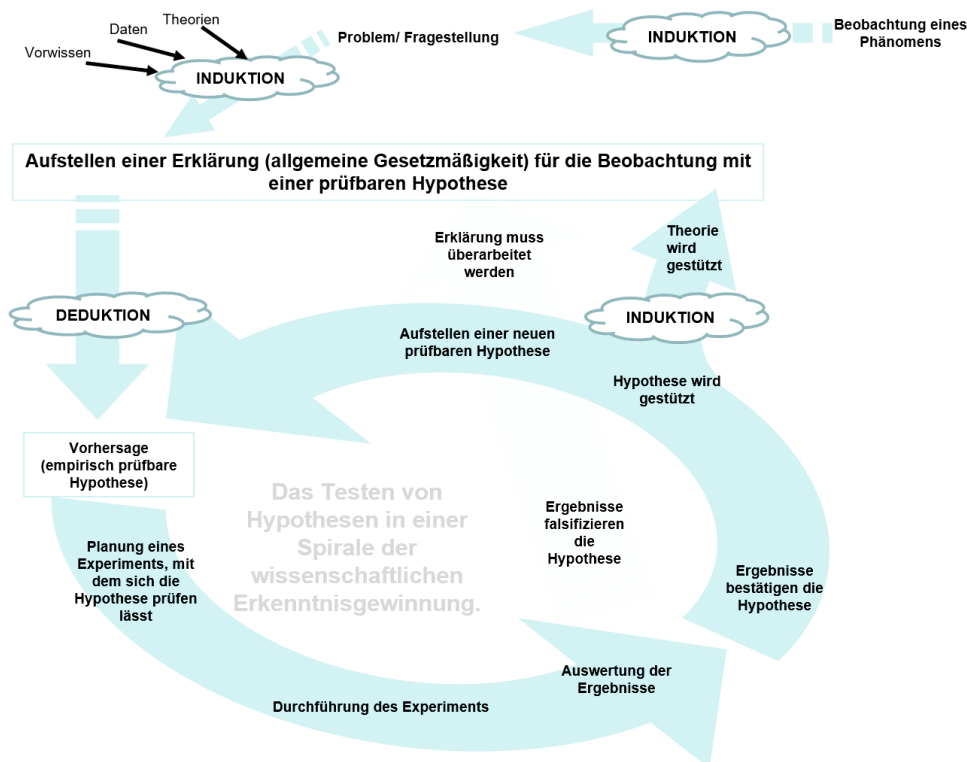 Beobachtung eines
Phänomens
INDUKTION
Problem/ Fragestellung
Theorien
Daten
Vorwissen
INDUKTION
Aufstellen einer Erklärung (allgemeine Gesetzmäßigkeit) für die Beobachtung mit
einer prüfbaren Hypothese
DEDUKTION
Vorhersage
(empirisch prüfbare
Hypothese)
Planung eines
Experiments, mit
dem sich die
Hypothese prüfen
lässt
Durchführung des Experiments
Auswertung der
Ergebnisse
Ergebnisse
bestätigen die
Hypothese
Hypothese wird
gestützt
INDUKTION
Theorie
wird
gestützt
Ergebnisse
falsifizieren
die
Hypothese
Erklärung muss
überarbeitet
werden
Aufstellen einer neuen
prüfbaren Hypothese
Das Testen von
Hypothesen in einer
Spirale der
wissenschaftlichen
Erkenntnisgewinnung.